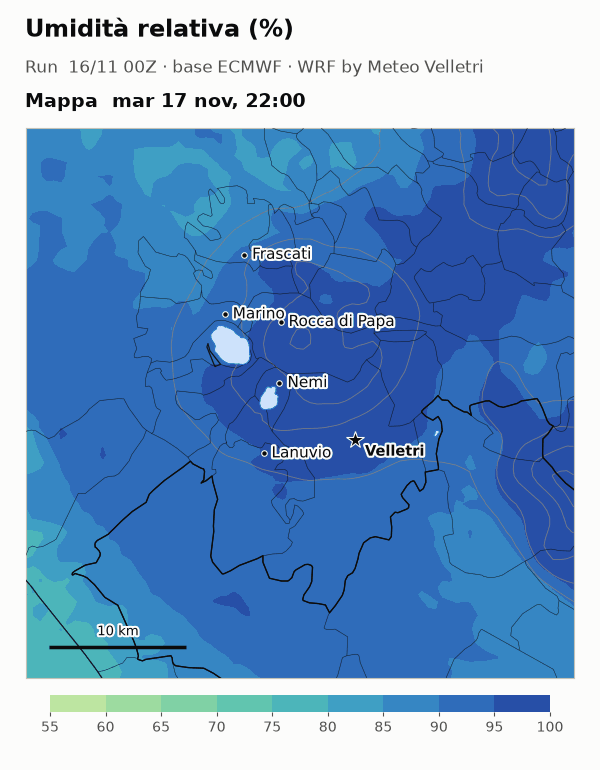 Umidità relativa (%)
Run  16/11 00Z · base ECMWF · WRF by Meteo Velletri
Mappa  mar 17 nov, 22:00
Frascati
Marino
Rocca di Papa
Nemi
Velletri
Lanuvio
10 km
55 60 65 70 75 80 85 90 95 100